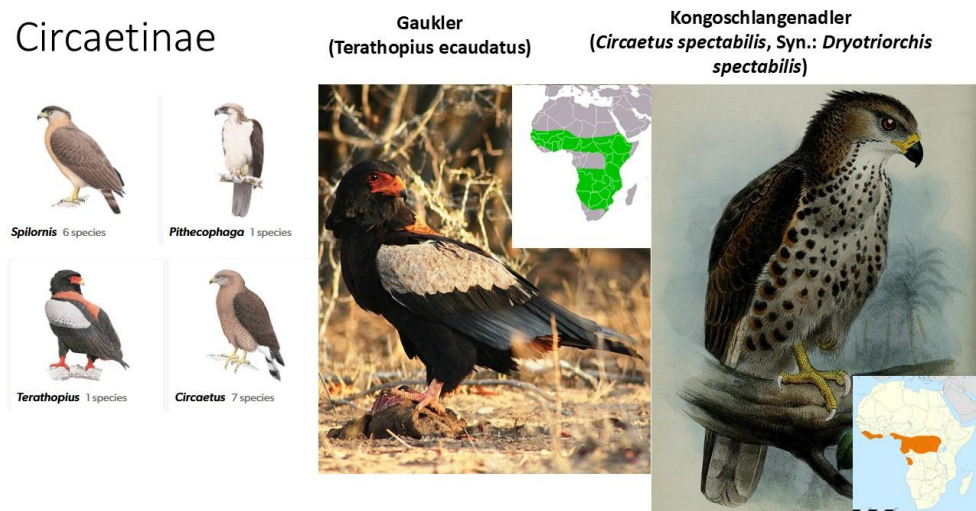 Circaetinae
Gaukler
(Terathopius ecaudatus)
Kongoschlangenadler
(Circaetus spectabilis, Syn.: Dryotriorchis
spectabilis)
Spilornis 6 species
Pithecophaga 1 species
Terathopius 1 species
Circaetus 7 species